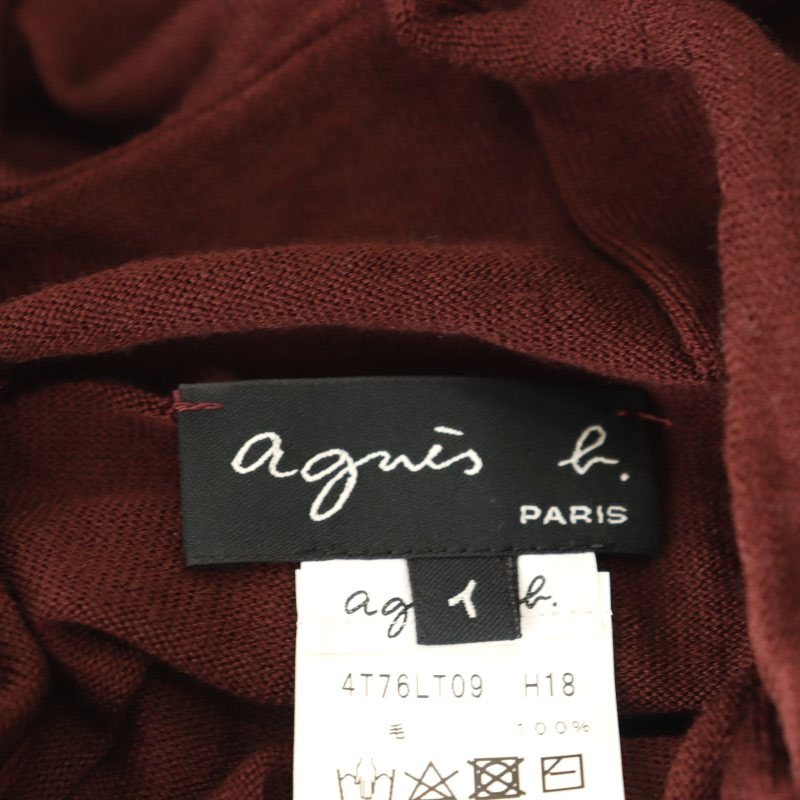 agnès b.
PARIS
1
4T76LT09 H18
毛 100%